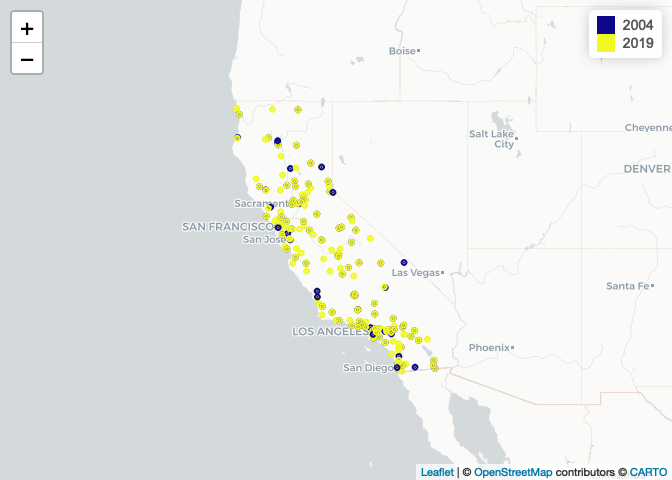 +
−
2004
2019
Boise
Salt Lake
City
Cheyenne
DENVER
Sacrament
SAN FRANCISCO
San Jose
Las Vegas
Santa Fe
LOS ANGELES
Phoenix
San Diego
Leaflet | © OpenStreetMap contributors © CARTO